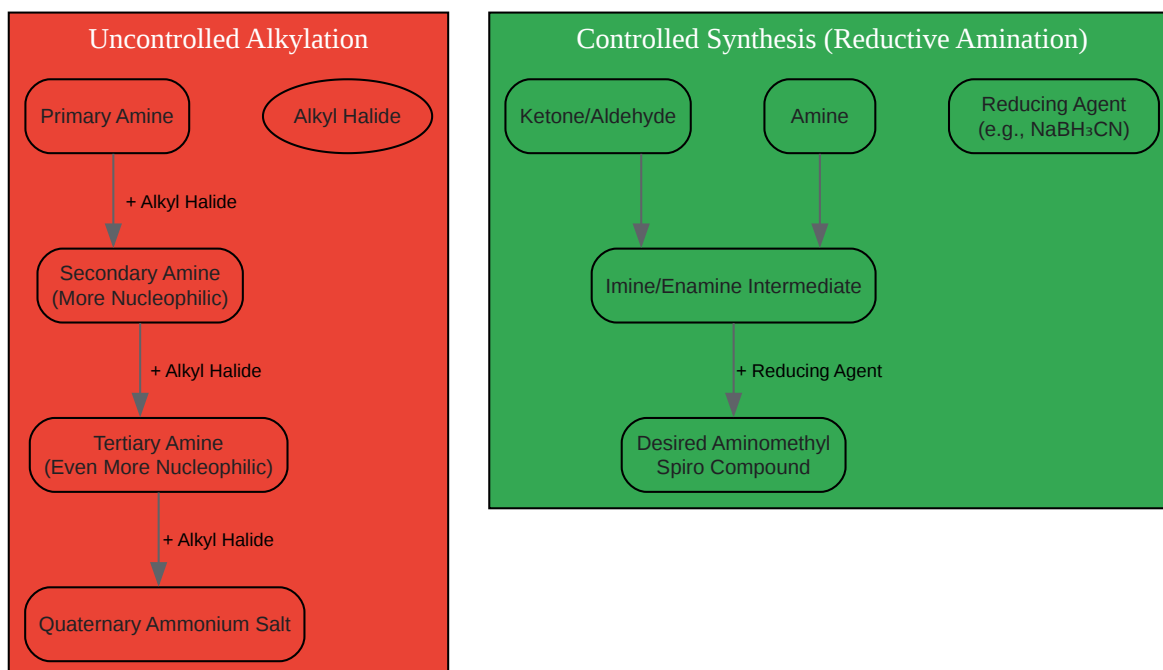 Uncontrolled Alkylation
Primary Amine
Alkyl Halide
+ Alkyl Halide
Secondary Amine
(More Nucleophilic)
+ Alkyl Halide
Tertiary Amine
(Even More Nucleophilic)
+ Alkyl Halide
Quaternary Ammonium Salt
Controlled Synthesis (Reductive Amination)
Ketone/Aldehyde
Amine
Reducing Agent
(e.g., NaBH₃CN)
Imine/Enamine Intermediate
+ Reducing Agent
Desired Aminomethyl
Spiro Compound